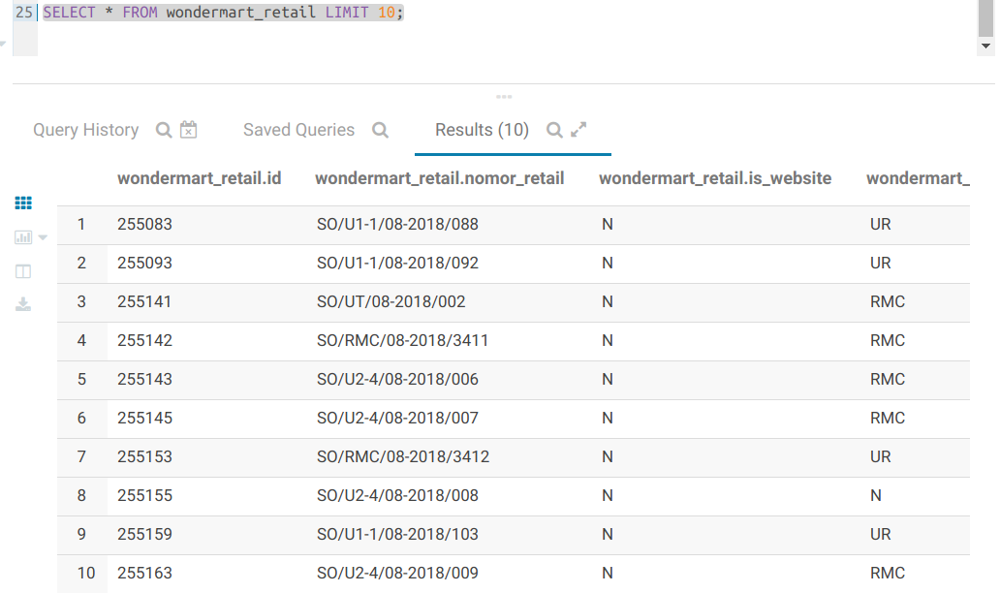 25 SELECT * FROM wondermart_retail LIMIT 10;
Query History Saved Queries Results (10)
wondermart_retail.id wondermart_retail.nomor_retail wondermart_retail.is_website wondermart_
1 255083 SO/U1-1/08-2018/088 N UR
2 255093 SO/U1-1/08-2018/092 N UR
3 255141 SO/UT/08-2018/002 N RMC
4 255142 SO/RMC/08-2018/3411 N RMC
5 255143 SO/U2-4/08-2018/006 N RMC
6 255145 SO/U2-4/08-2018/007 N RMC
7 255153 SO/RMC/08-2018/3412 N UR
8 255155 SO/U2-4/08-2018/008 N N
9 255159 SO/U1-1/08-2018/103 N UR
10 255163 SO/U2-4/08-2018/009 N RMC